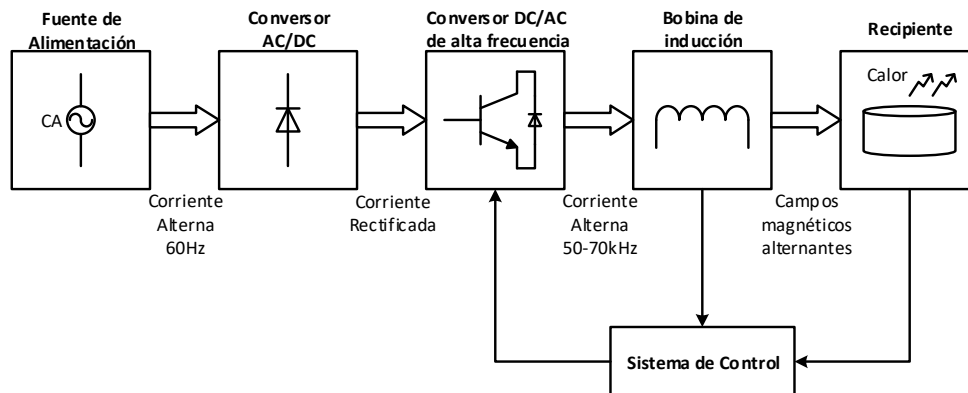 Fuente de
Alimentación
Conversor
AC/DC
Conversor DC/AC
de alta frecuencia
Bobina de
inducción
Recipiente
CA
Calor
Corriente
Alterna
60Hz
Corriente
Rectificada
Corriente
Alterna
50-70kHz
Campos
magnéticos
alternantes
Sistema de Control